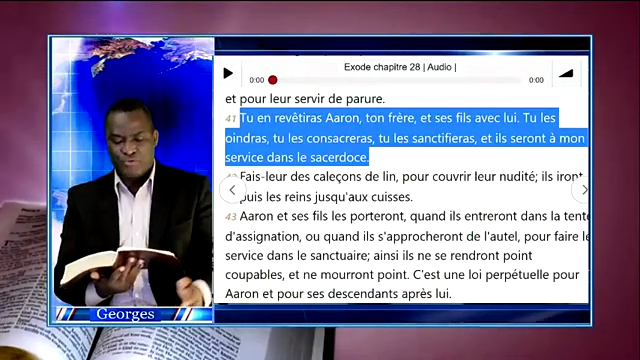 Exode chapitre 28 | Audio |
0:00
0:00
et pour leur servir de parure.
41 Tu en revêtiras Aaron, ton frère, et ses fils avec lui. Tu les
oindras, tu les consacreras, tu les sanctifieras, et ils seront à mon
service dans le sacerdoce.
Fais-leur des caleçons de lin, pour couvrir leur nudité; ils iront
puis les reins jusqu'aux cuisses.
43 Aaron et ses fils les porteront, quand ils entreront dans la tente
d'assignation, ou quand ils s'approcheront de l'autel, pour faire le
service dans le sanctuaire; ainsi ils ne se rendront point
coupables, et ne mourront point. C'est une loi perpétuelle pour
Aaron et pour ses descendants après lui.
Georges